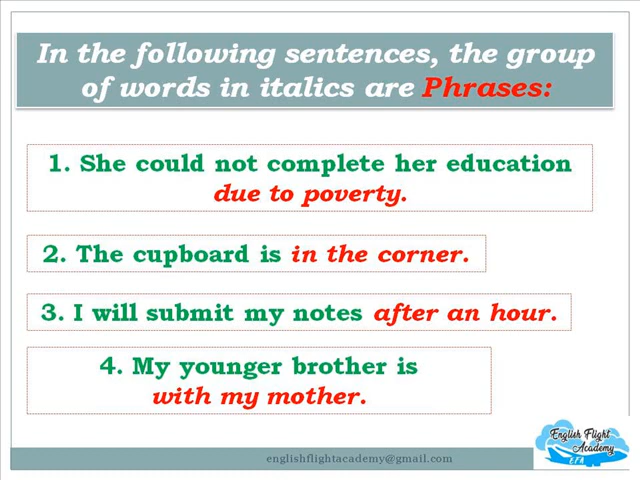 In the following sentences, the group
of words in italics are Phrases:
1. She could not complete her education
due to poverty.
2. The cupboard is in the corner.
3. I will submit my notes after an hour.
4. My younger brother is
with my mother.
englishflightacademy@gmail.com
English Flight
Academy
EFA